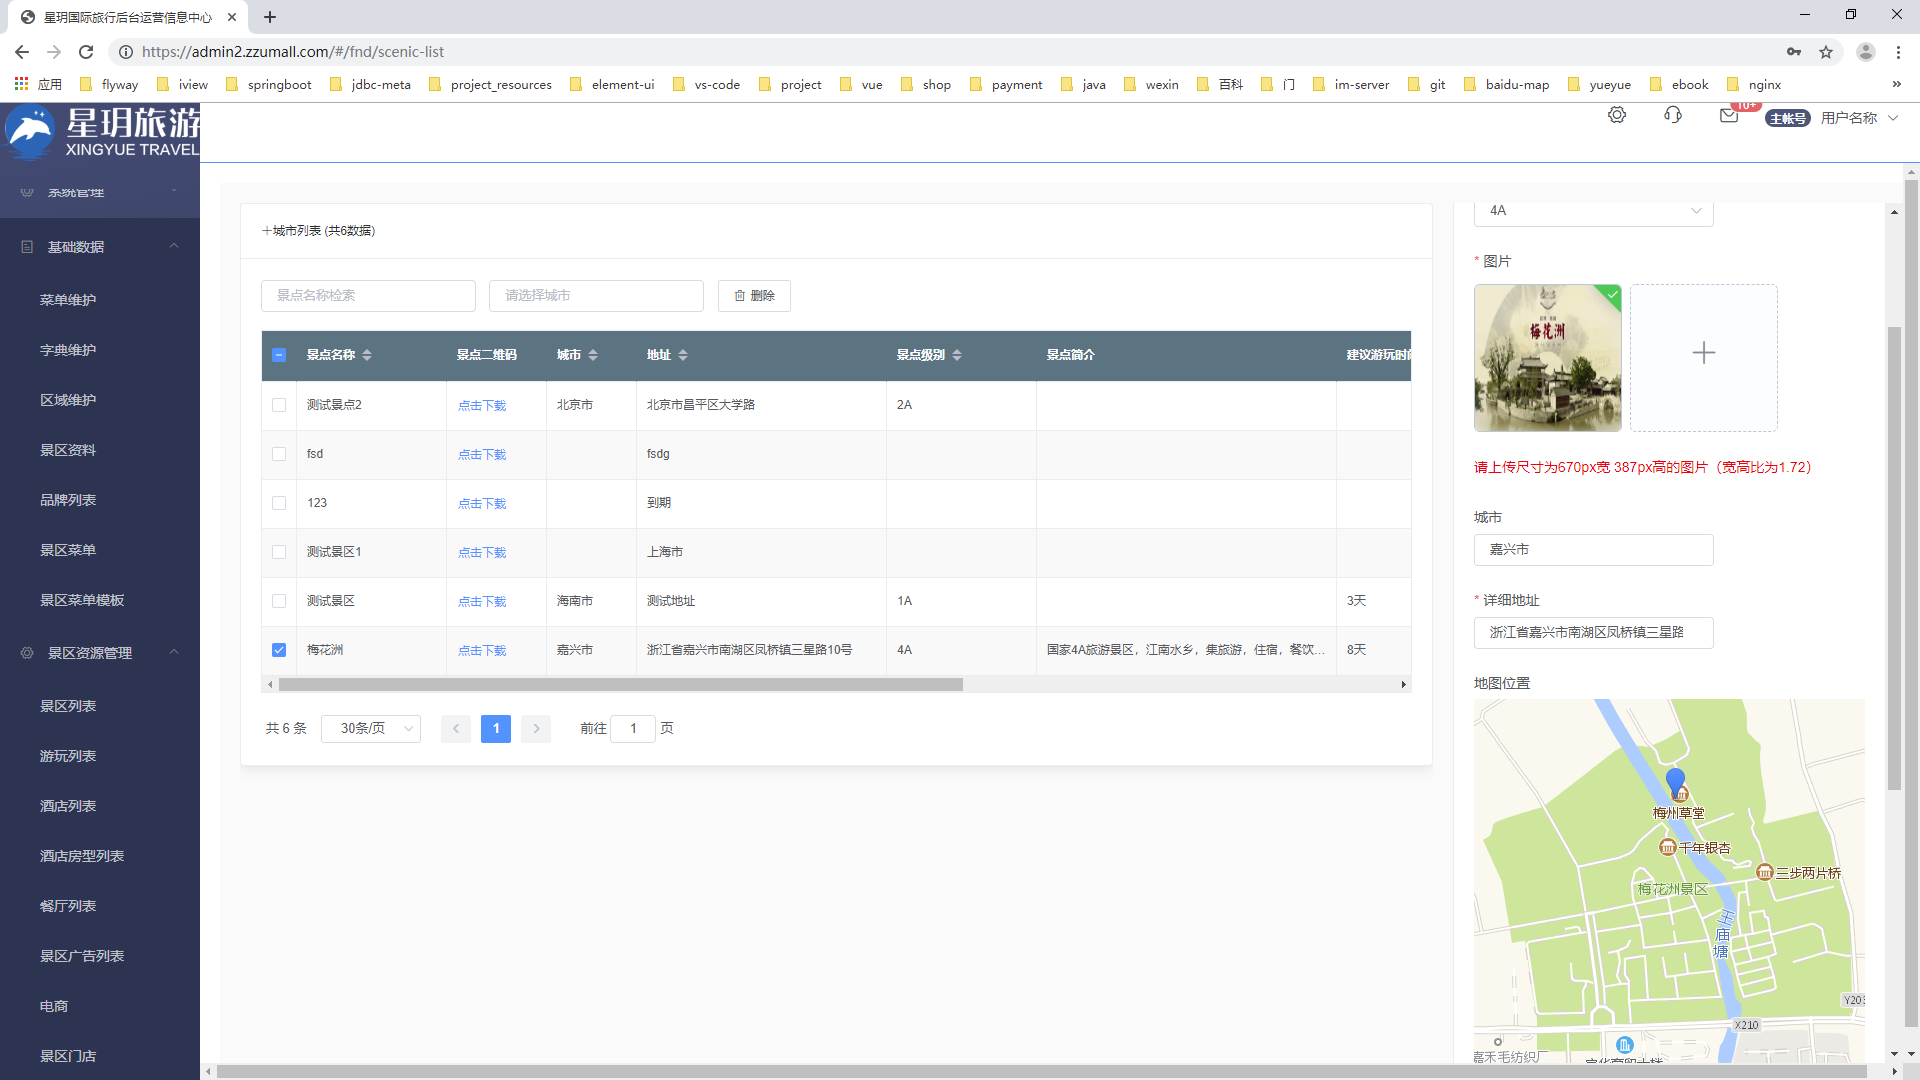 星玥国际旅行后台运营信息中心
https://admin2.zzumall.com/#/fnd/scenic-list
应用 flyway iview springboot jdbc-meta project_resources element-ui vs-code project vue shop payment java wexin 百科 门 im-server git baidu-map yueyue ebook nginx
星玥旅游
XINGYUE TRAVEL
10+
主帐号 用户名称
系统管理
基础数据
菜单维护
字典维护
区域维护
景区资料
品牌列表
景区菜单
景区菜单模板
景区资源管理
景区列表
游玩列表
酒店列表
酒店房型列表
餐厅列表
景区广告列表
电商
景区门店
+城市列表 (共6数据)
景点名称检索 请选择城市 删除
景点名称 景点二维码 城市 地址 景点级别 景点简介 建议游玩时间
测试景点2 点击下载 北京市 北京市昌平区大学路 2A
fsd 点击下载 fsdg
123 点击下载 到期
测试景区1 点击下载 上海市
测试景区 点击下载 海南市 测试地址 1A 3天
梅花洲 点击下载 嘉兴市 浙江省嘉兴市南湖区凤桥镇三星路10号 4A 国家4A旅游景区，江南水乡，集旅游，住宿，餐饮... 8天
共 6 条 30条/页 1 前往 1 页
4A
* 图片
梅花洲
请上传尺寸为670px宽 387px高的图片（宽高比为1.72）
城市
嘉兴市
* 详细地址
浙江省嘉兴市南湖区凤桥镇三星路
地图位置
梅州草堂
千年银杏
三步两片桥
梅花洲景区
王庙塘
Y203
X210
嘉禾毛纺织厂